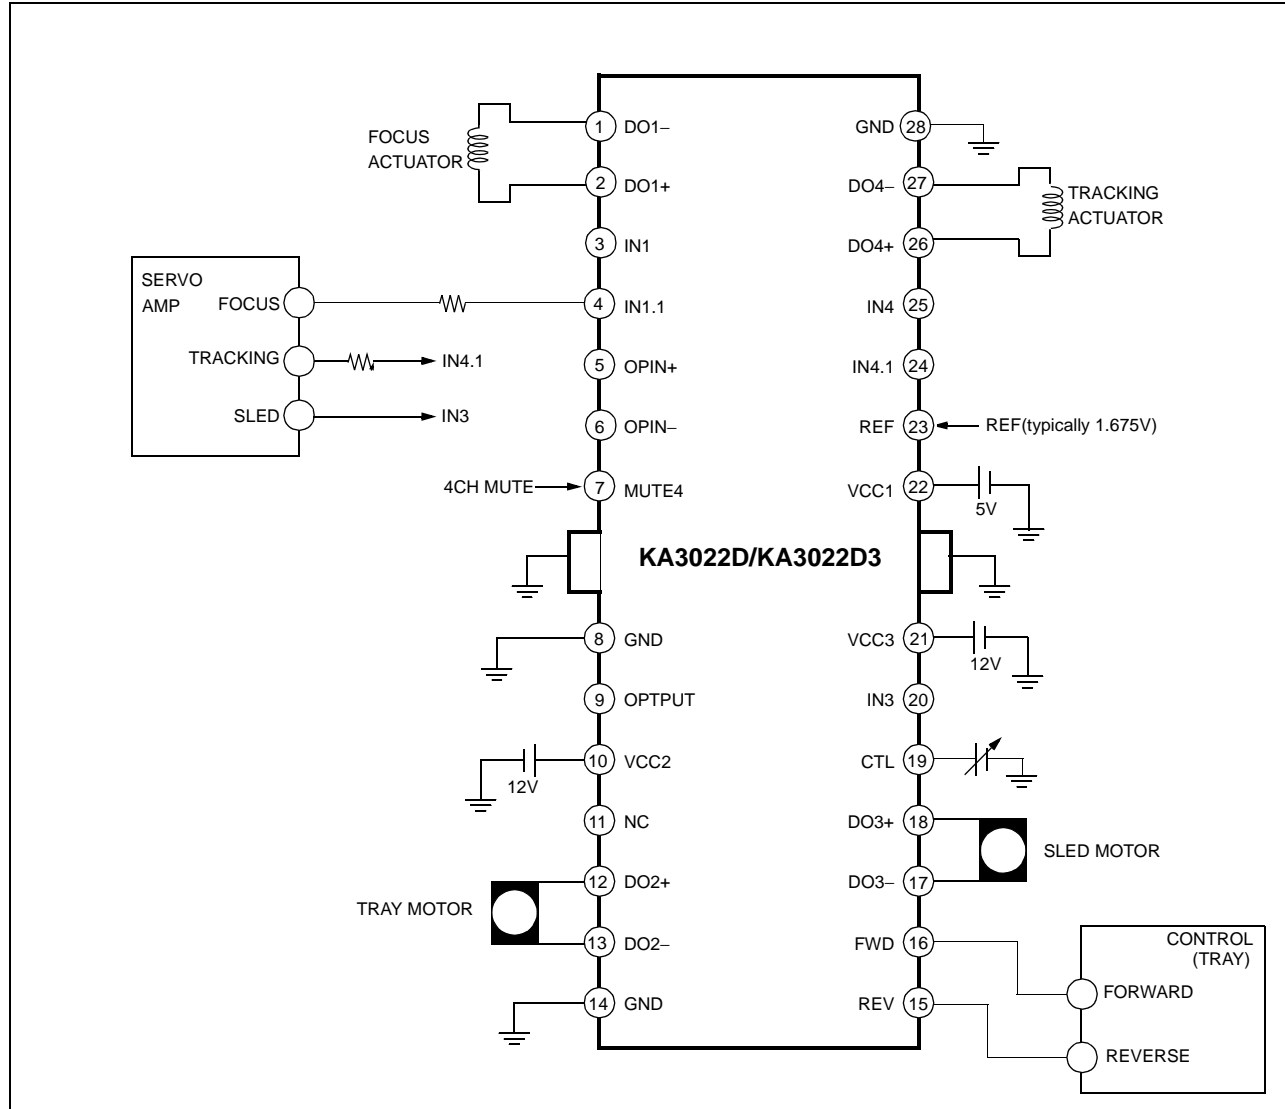 FOCUS
ACTUATOR
1 DO1–
2 DO1+
3 IN1
SERVO
AMP
FOCUS
4 IN1.1
TRACKING
IN4.1
5 OPIN+
SLED
IN3
6 OPIN–
4CH MUTE
7 MUTE4
8 GND
9 OPTPUT
12V
10 VCC2
11 NC
TRAY MOTOR
12 DO2+
13 DO2–
14 GND
KA3022D/KA3022D3
GND 28
DO4– 27
TRACKING
ACTUATOR
DO4+ 26
IN4 25
IN4.1 24
REF 23
REF(typically 1.675V)
VCC1 22
5V
VCC3 21
12V
IN3 20
CTL 19
DO3+ 18
SLED MOTOR
DO3– 17
FWD 16
REV 15
CONTROL
(TRAY)
FORWARD
REVERSE